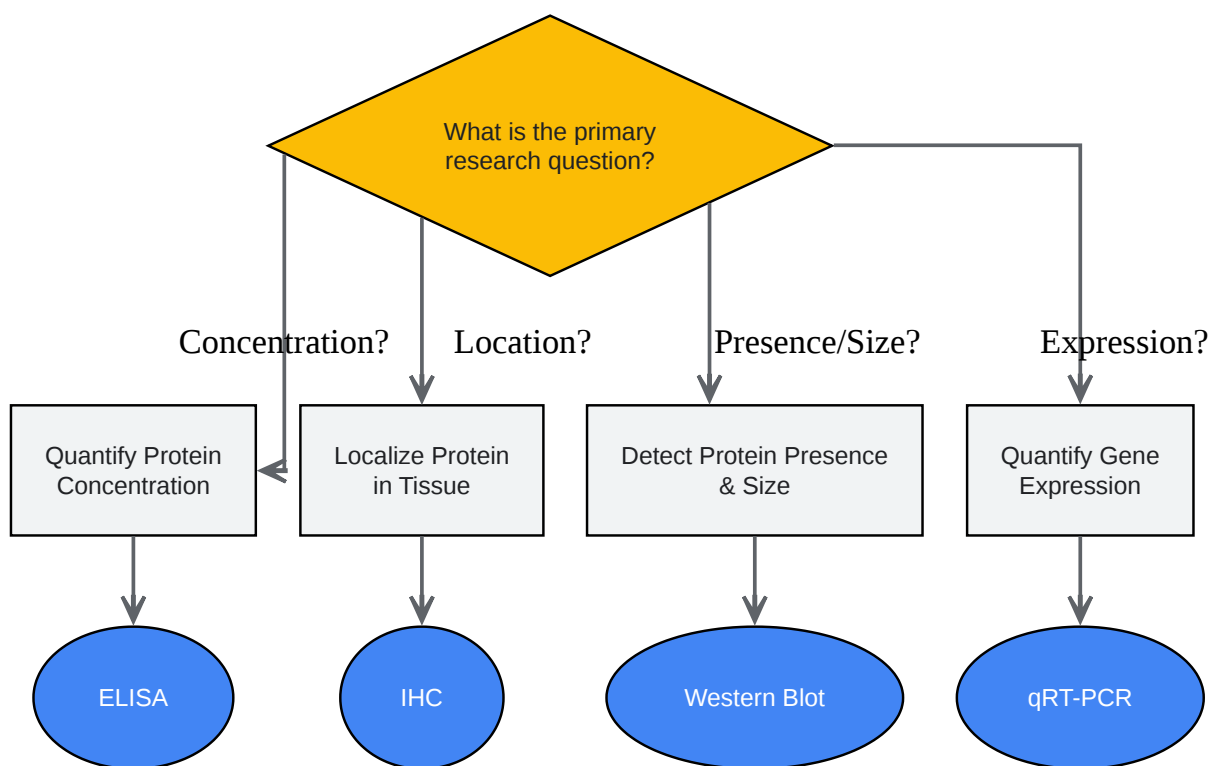 What is the primary
research question?
Concentration?
Location?
Presence/Size?
Expression?
Quantify Protein
Concentration
Localize Protein
in Tissue
Detect Protein Presence
& Size
Quantify Gene
Expression
ELISA
IHC
Western Blot
qRT-PCR